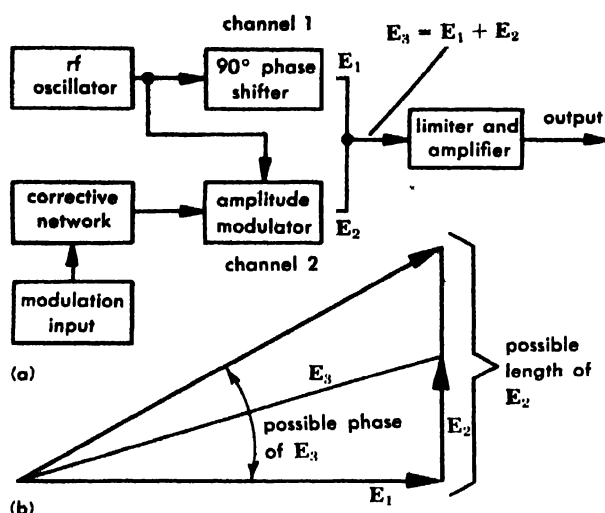 channel 1
rf
oscillator
90° phase
shifter
E₁
E₃ = E₁ + E₂
limiter and
amplifier
output
corrective
network
amplitude
modulator
E₂
channel 2
modulation
input
(a)
E₃
possible phase
of E₃
E₂
possible
length of
E₂
E₁
(b)